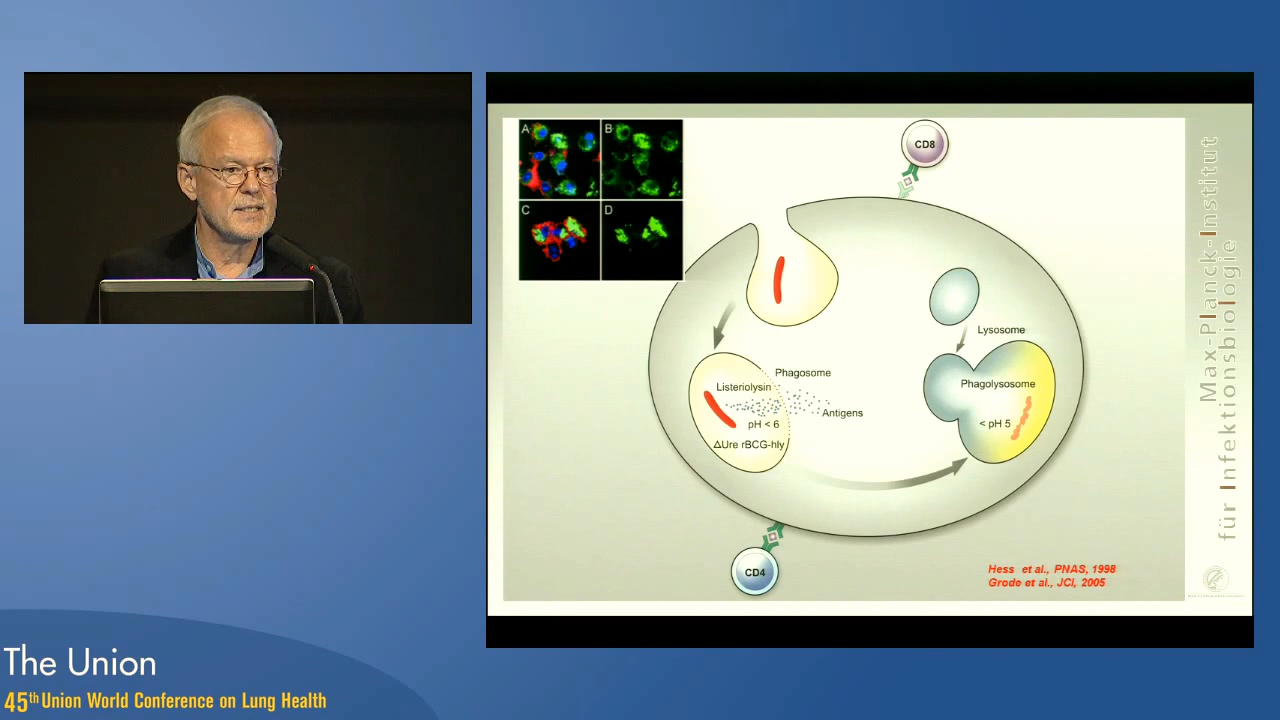 A
B
C
D
CD8
Lysosome
Phagosome
Listeriolysin
Antigens
pH < 6
ΔUre rBCG-hly
Phagolysosome
< pH 5
CD4
Hess et al., PNAS, 1998
Grode et al., JCI, 2005
Max-Planck-Institut
für Infektionsbiologie
The Union
45th Union World Conference on Lung Health